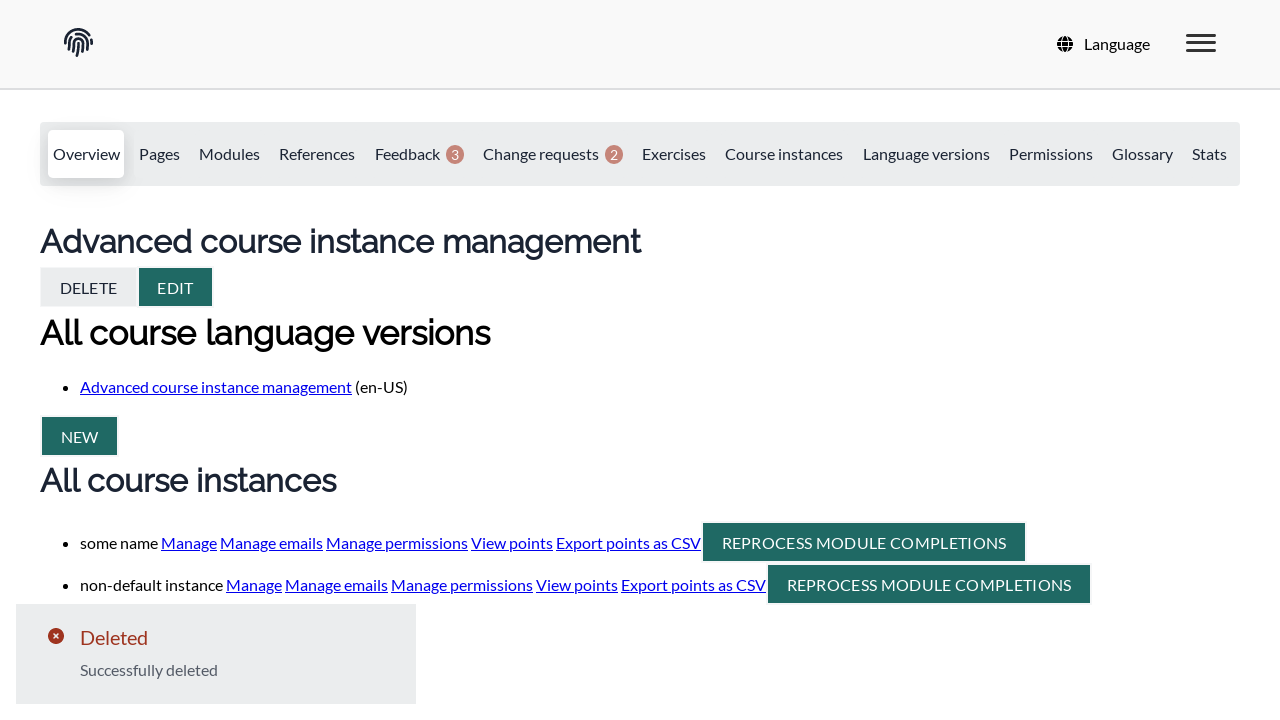 Language
Overview Pages Modules References Feedback 3 Change requests 2 Exercises Course instances Language versions Permissions Glossary Stats
Advanced course instance management
DELETE EDIT
All course language versions
• Advanced course instance management (en-US)
NEW
All course instances
• some name Manage Manage emails Manage permissions View points Export points as CSV REPROCESS MODULE COMPLETIONS
• non-default instance Manage Manage emails Manage permissions View points Export points as CSV REPROCESS MODULE COMPLETIONS
Deleted
Successfully deleted